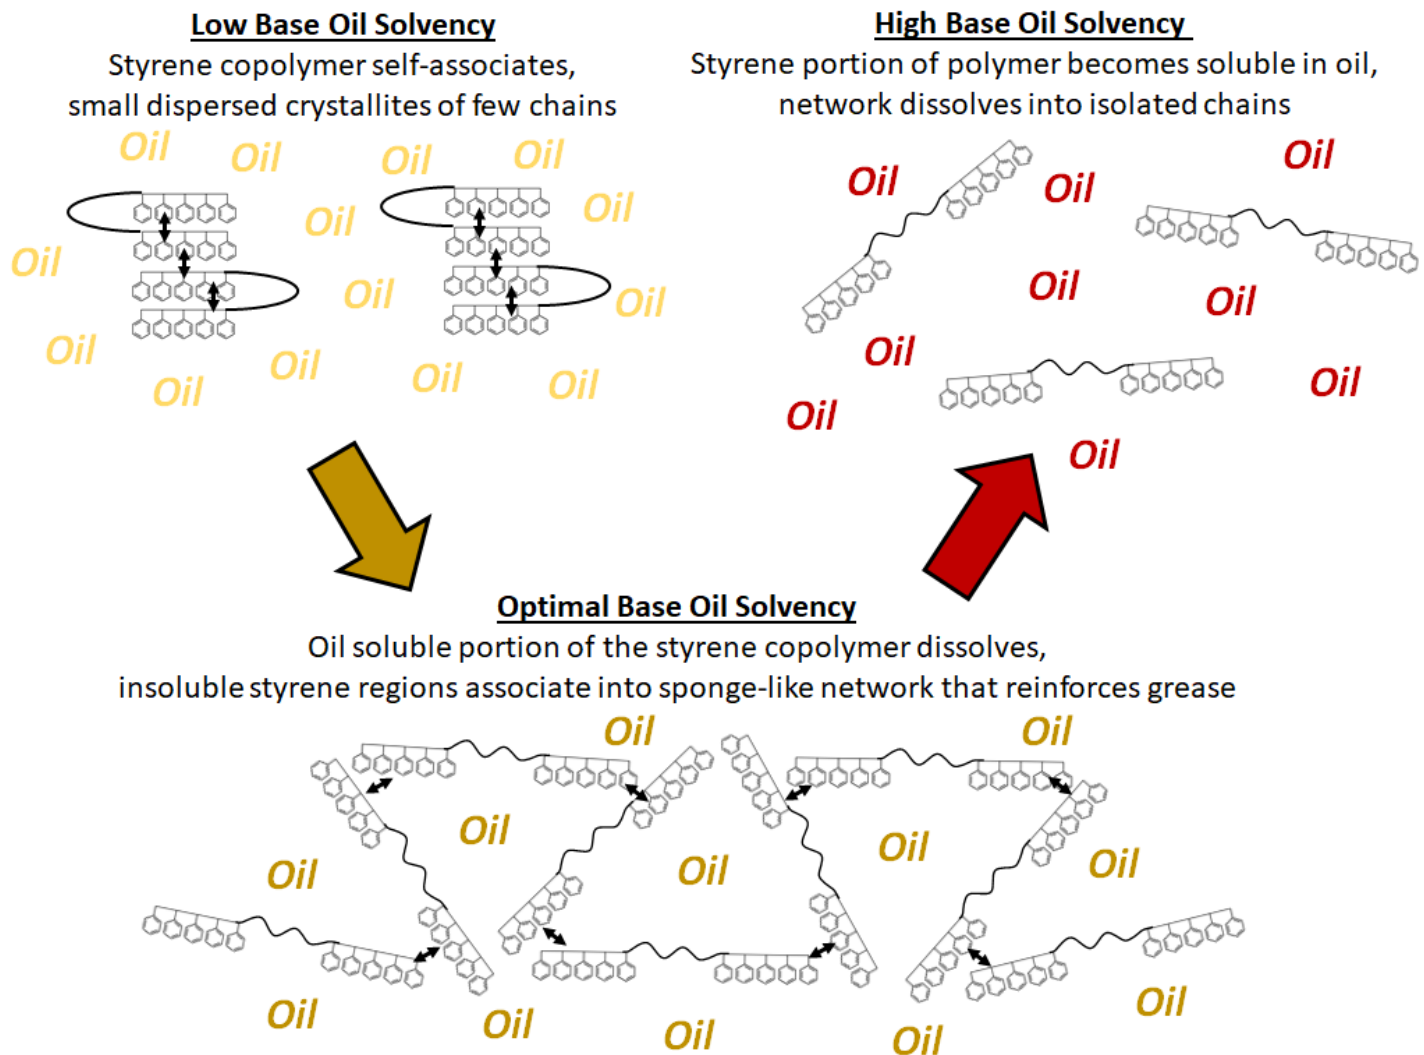 Low Base Oil Solvency
Styrene copolymer self-associates,
small dispersed crystallites of few chains
Oil
Oil
Oil
Oil
Oil
Oil
Oil
Oil
Oil
Oil
Oil
Oil
Oil
Oil
High Base Oil Solvency
Styrene portion of polymer becomes soluble in oil,
network dissolves into isolated chains
Oil
Oil
Oil
Oil
Oil
Oil
Oil
Oil
Oil
Optimal Base Oil Solvency
Oil soluble portion of the styrene copolymer dissolves,
insoluble styrene regions associate into sponge-like network that reinforces grease
Oil
Oil
Oil
Oil
Oil
Oil
Oil
Oil
Oil
Oil
Oil
Oil